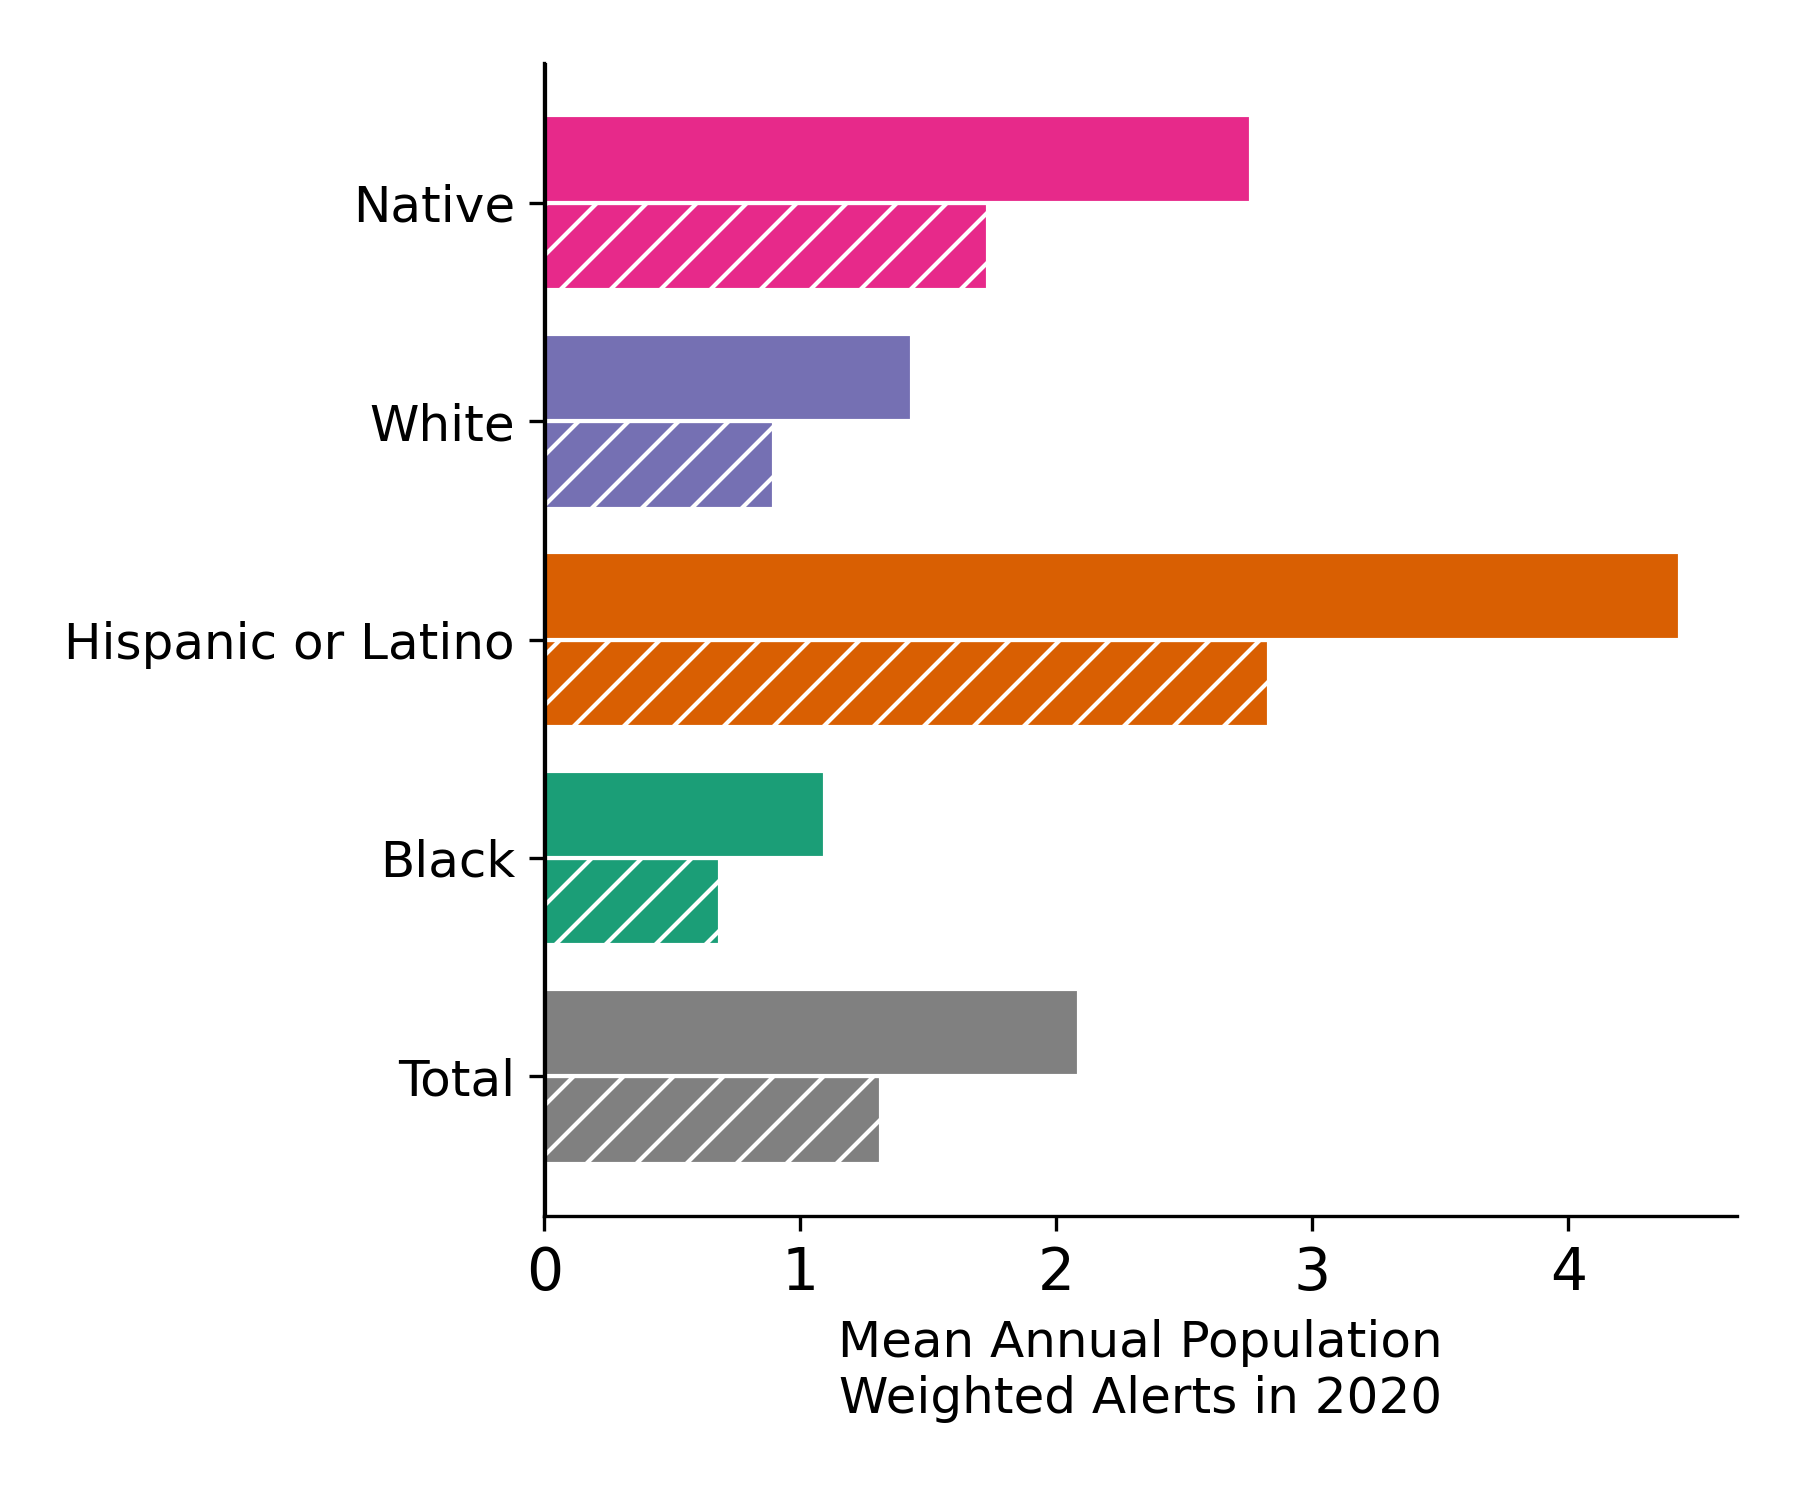 Native
White
Hispanic or Latino
Black
Total
0 1 2 3 4
Mean Annual Population
Weighted Alerts in 2020